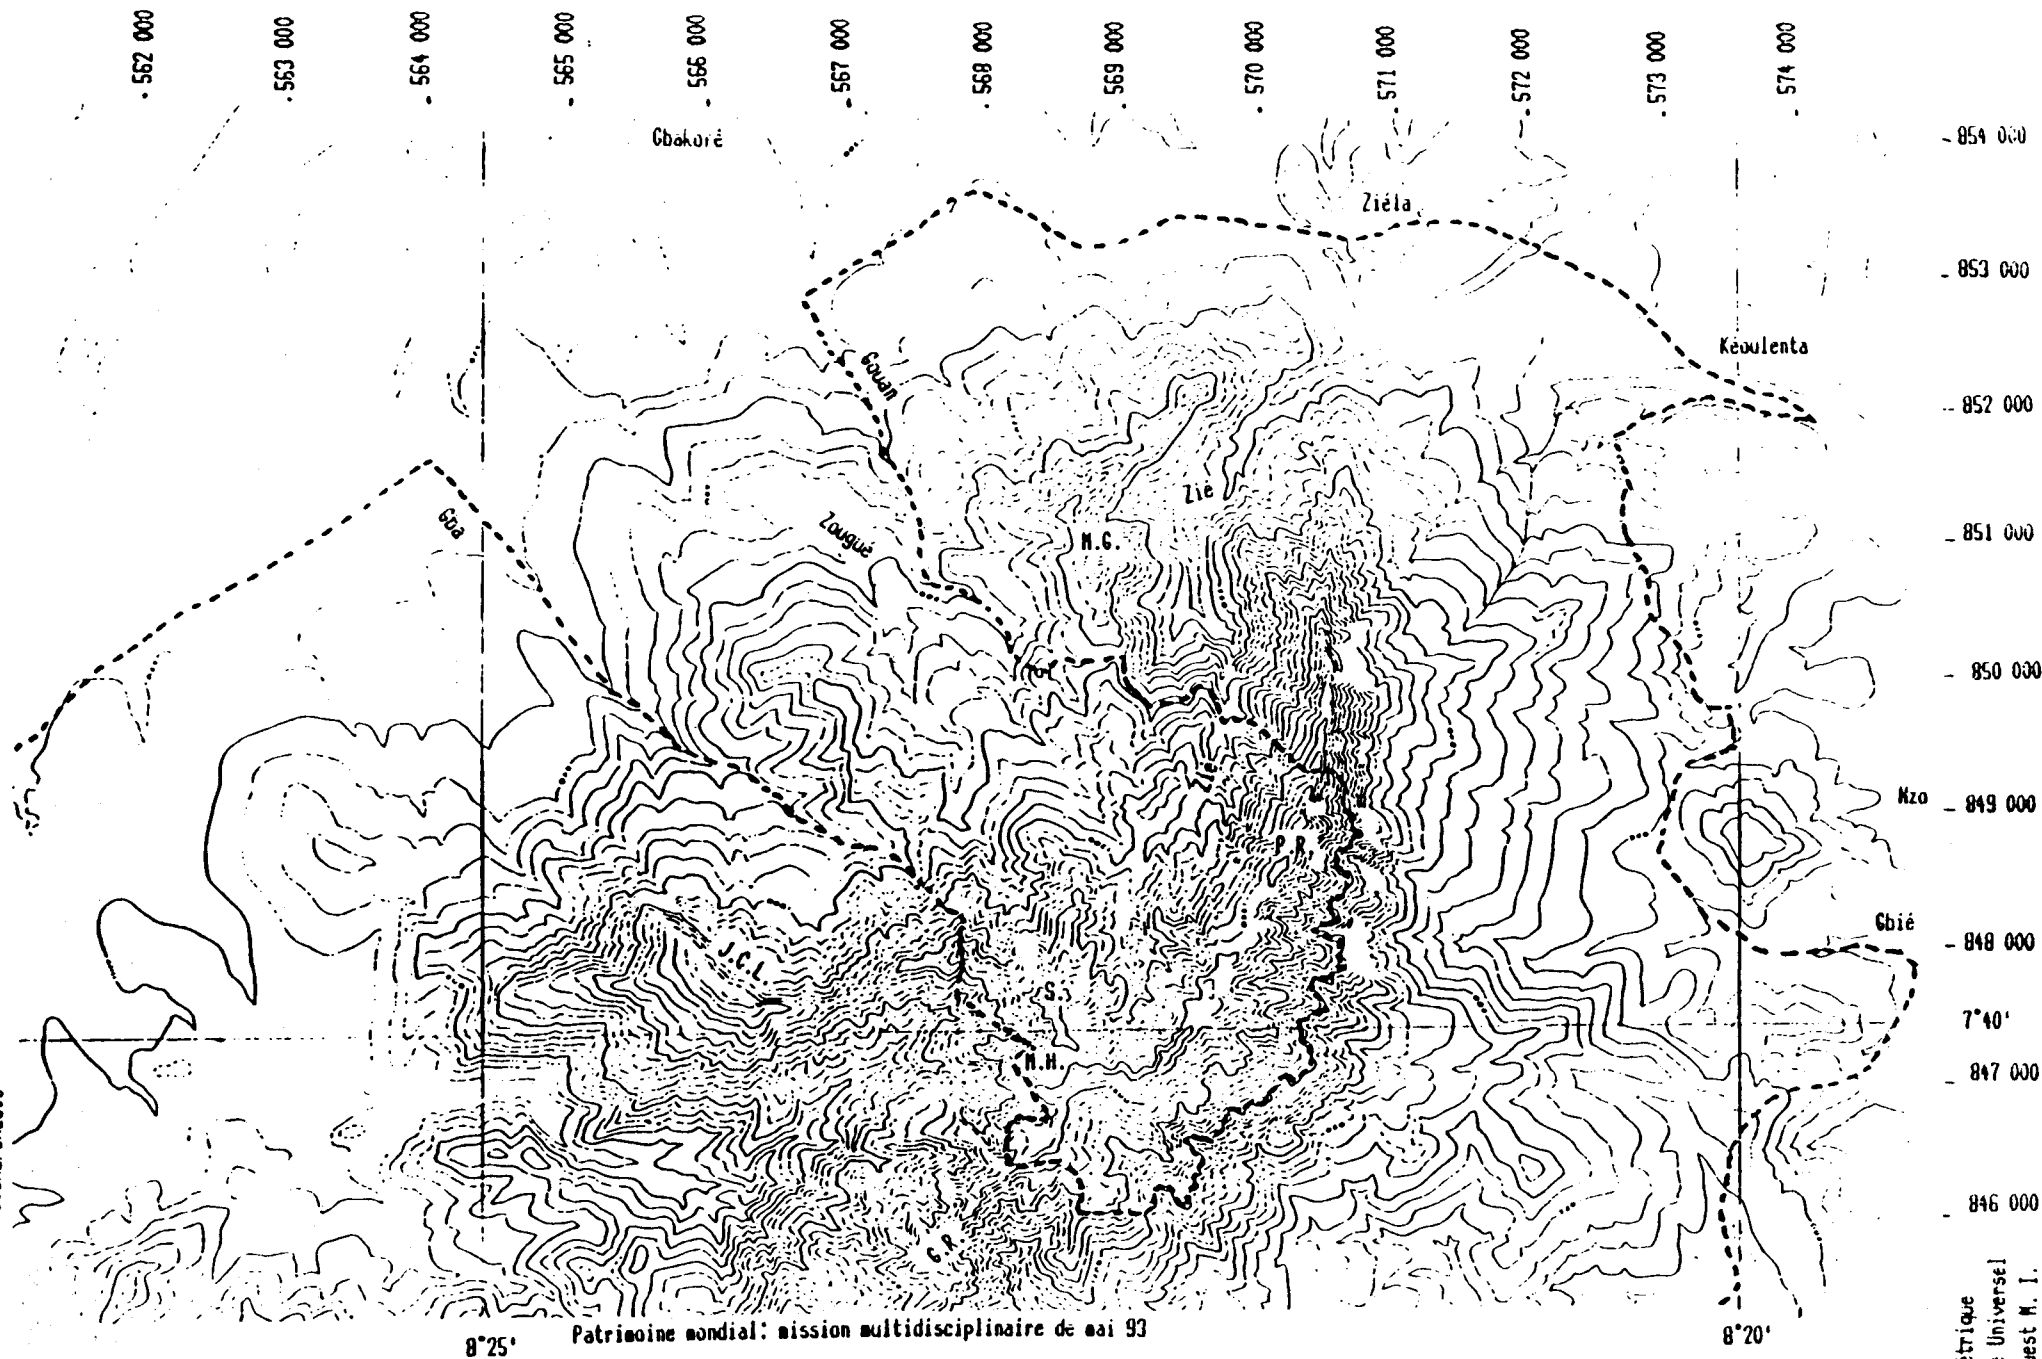 562 000
563 000
564 000
565 000
566 000
567 000
568 000
569 000
570 000
571 000
572 000
573 000
574 000
Gbakoré
854 000
Ziéla
?
853 000
Kéoulenta
Gouan
852 000
Zié
Gba
Zougué
M.G.
851 000
850 000
Nzo
849 000
P.R.
Gbié
848 000
J.C.L.
S.
7°40'
M.H.
847 000
846 000
G.R.
Universel
M. I.
Patrimoine mondial: mission multidisciplinaire de mai 93
8°25'
8°20'